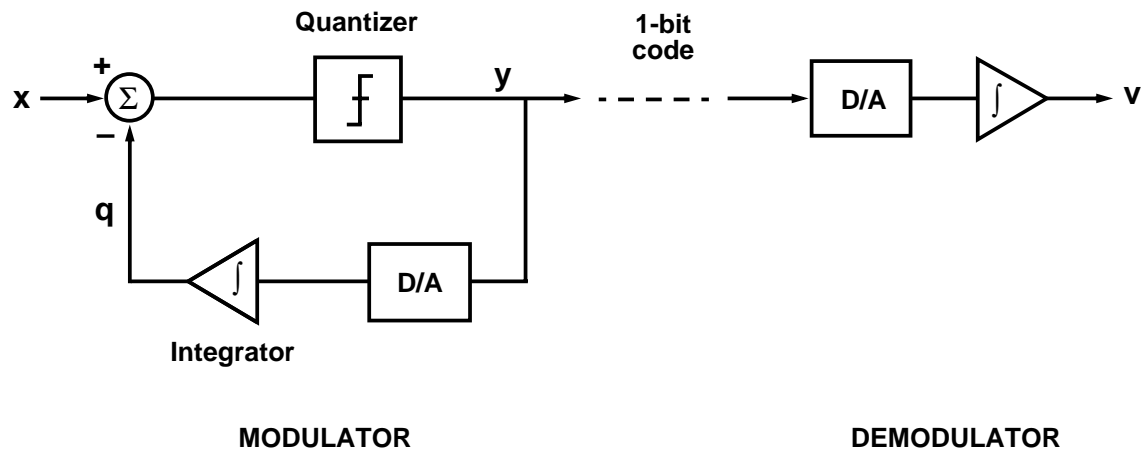 Quantizer
1-bit
code
x
+
Σ
−
y
D/A
∫
v
q
∫
D/A
Integrator
MODULATOR
DEMODULATOR